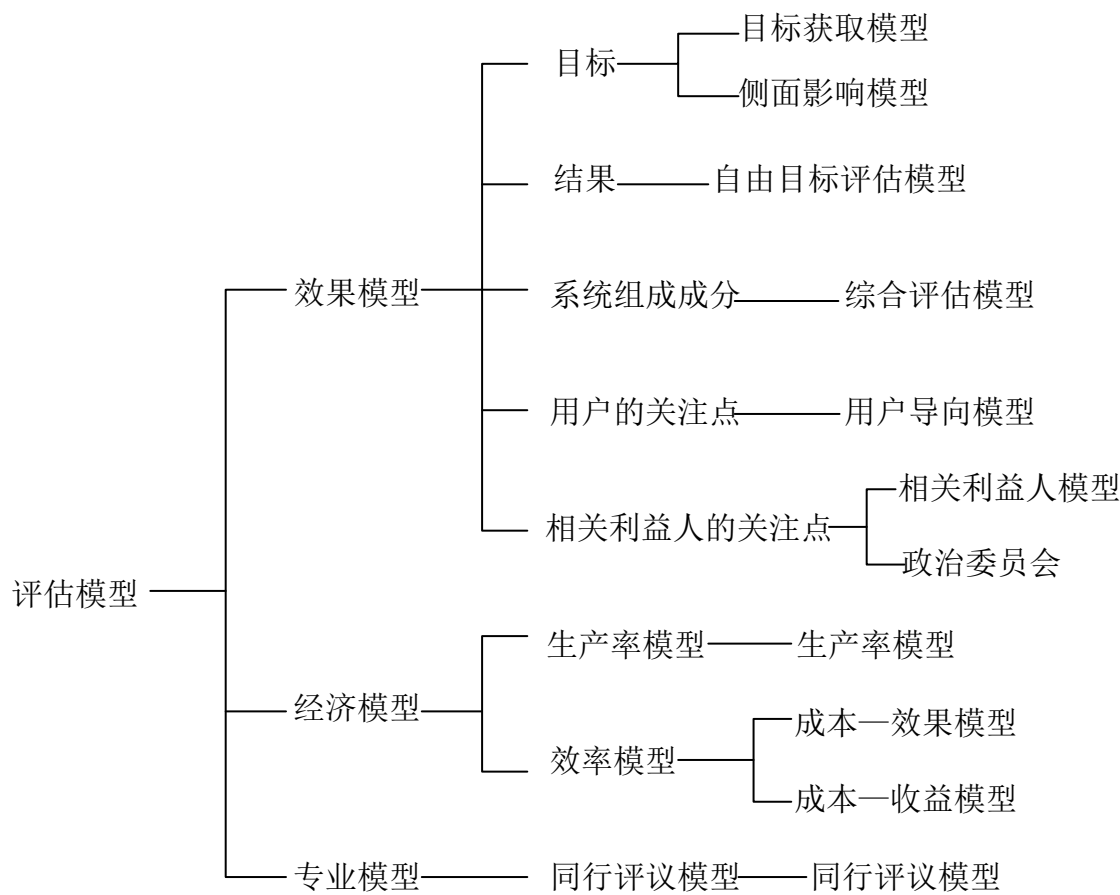 目标获取模型
目标
侧面影响模型
结果 自由目标评估模型
效果模型 系统组成成分 综合评估模型
用户的关注点 用户导向模型
相关利益人模型
相关利益人的关注点
政治委员会
评估模型
生产率模型 生产率模型
经济模型
成本—效果模型
效率模型
成本—收益模型
专业模型 同行评议模型 同行评议模型